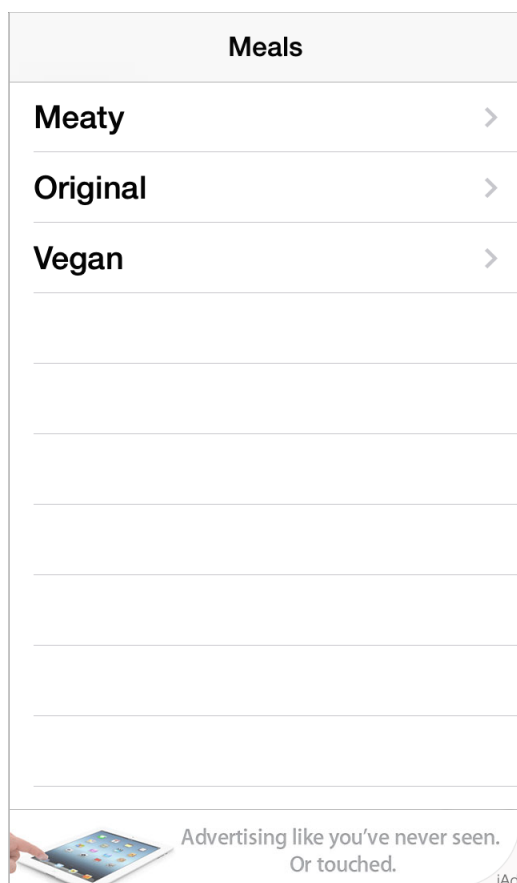 Meals
Meaty
Original
Vegan
Advertising like you've never seen.
Or touched.